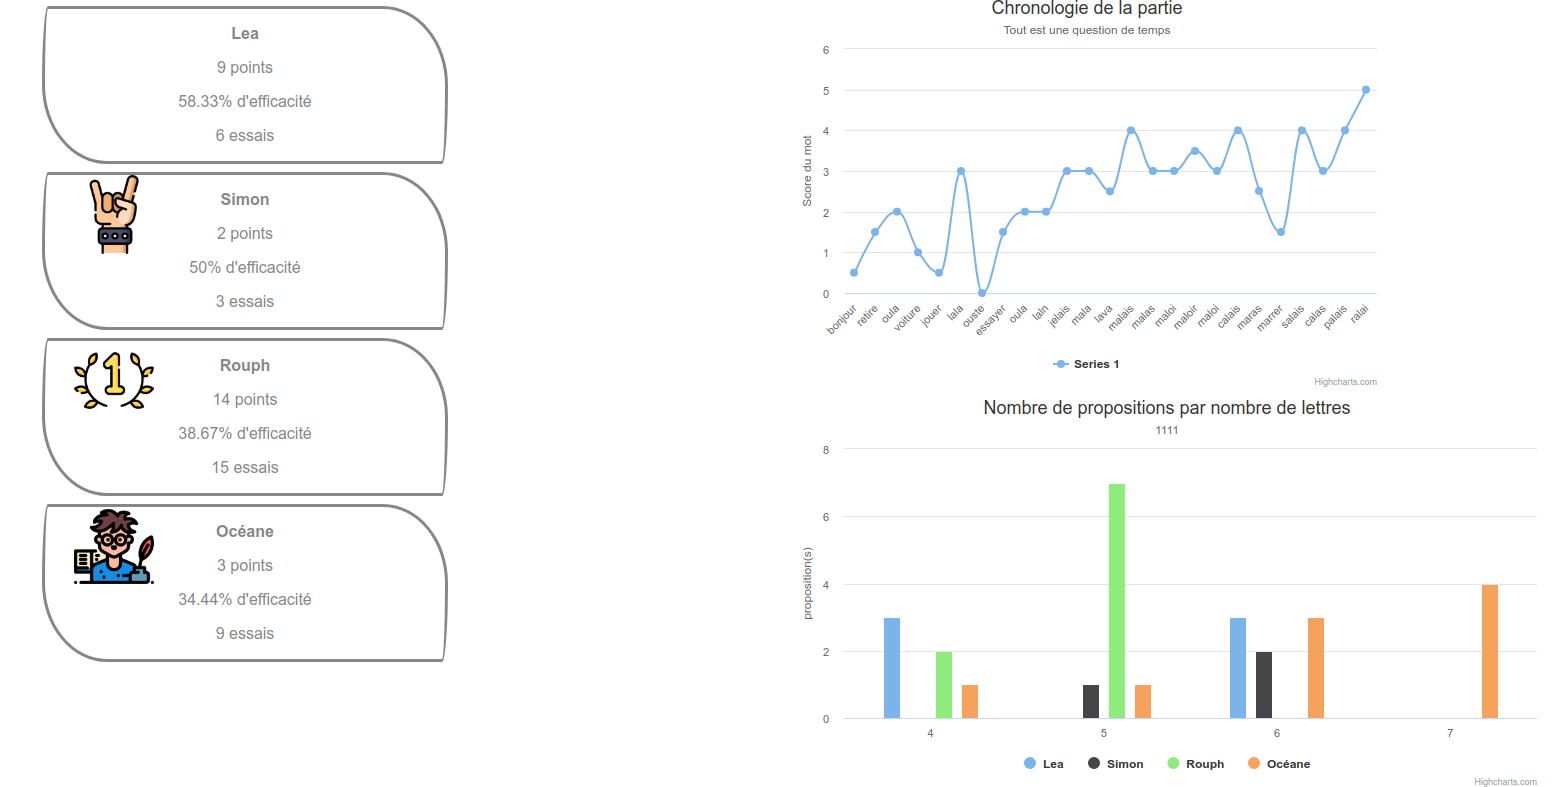 Lea
9 points
58.33% d'efficacité
6 essais
Simon
2 points
50% d'efficacité
3 essais
1
Rouph
14 points
38.67% d'efficacité
15 essais
Océane
3 points
34.44% d'efficacité
9 essais
Chronologie de la partie
Tout est une question de temps
Score du mot
6
5
4
3
2
1
0
bonjour retire oula voiture jouer lala ouste essayer oula laln jelais mala lava malais malas maloi maloir maloi calais maras marrer salais calas palais ralai
Series 1
Highcharts.com
Nombre de propositions par nombre de lettres
1111
proposition(s)
8
6
4
2
0
4 5 6 7
Lea Simon Rouph Océane
Highcharts.com